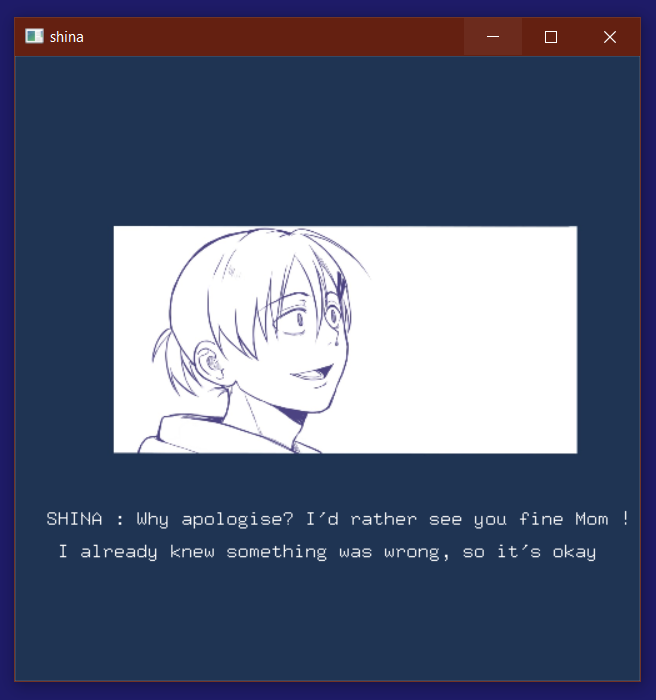 shina
SHINA : Why apologise? I'd rather see you fine Mom !
I already knew something was wrong, so it's okay